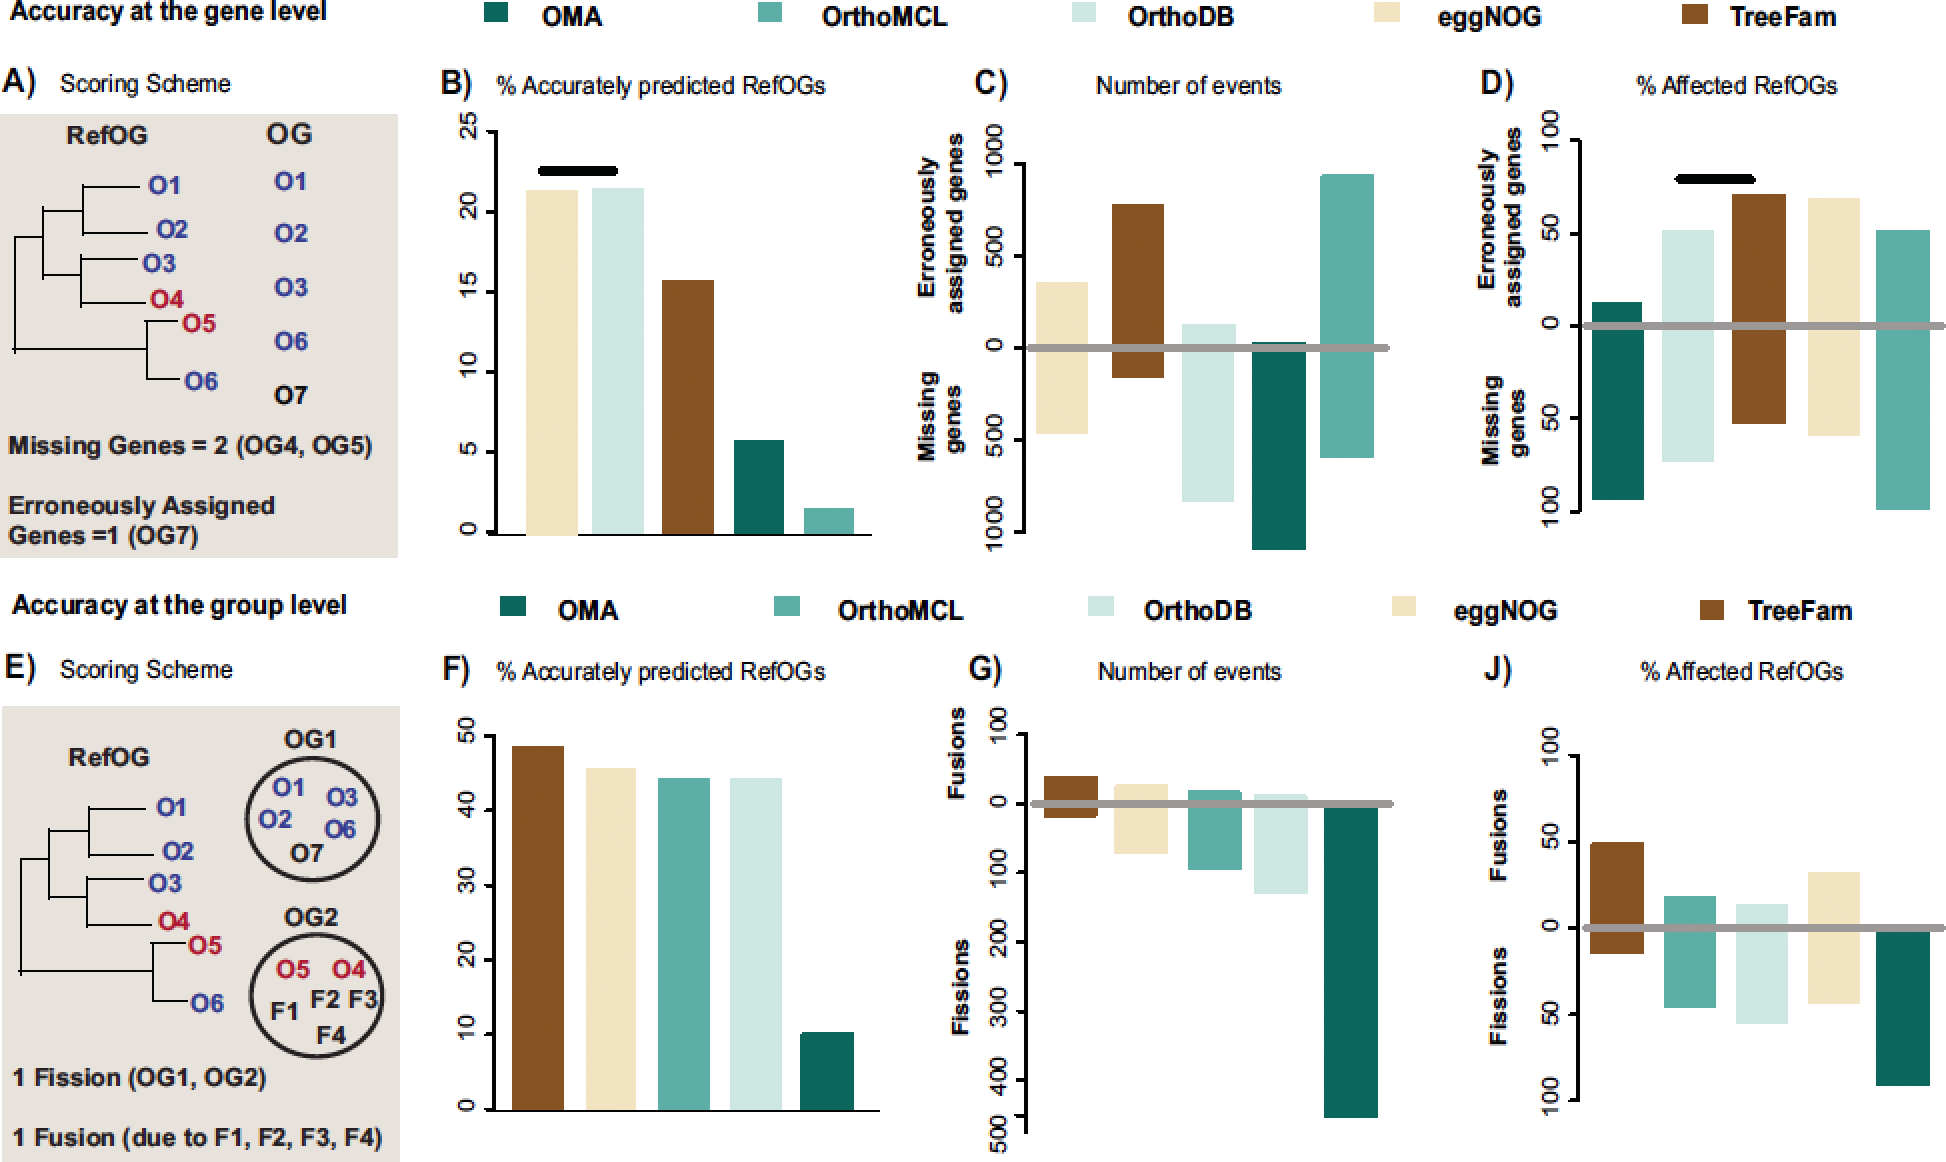 Accuracy at the gene level
OMA OrthoMCL OrthoDB eggNOG TreeFam
A) Scoring Scheme
RefOG OG
O1
O2
O3
O4
O5
O6
O1
O2
O3
O6
O7
Missing Genes = 2 (OG4, OG5)
Erroneously Assigned
Genes =1 (OG7)
B) % Accurately predicted RefOGs
25
20
15
10
5
0
C) Number of events
Erroneously
assigned genes
Missing
genes
1000
500
0
500
1000
D) % Affected RefOGs
Erroneously
assigned genes
Missing
genes
100
50
0
50
100
Accuracy at the group level
OMA OrthoMCL OrthoDB eggNOG TreeFam
E) Scoring Scheme
RefOG
O1
O2
O3
O4
O5
O6
OG1
O1 O3
O2 O6
O7
OG2
O5 O4
F1 F2 F3
F4
1 Fission (OG1, OG2)
1 Fusion (due to F1, F2, F3, F4)
F) % Accurately predicted RefOGs
50
40
30
20
10
0
G) Number of events
Fusions
Fissions
100
0
100
200
300
400
500
J) % Affected RefOGs
Fusions
Fissions
100
50
0
50
100